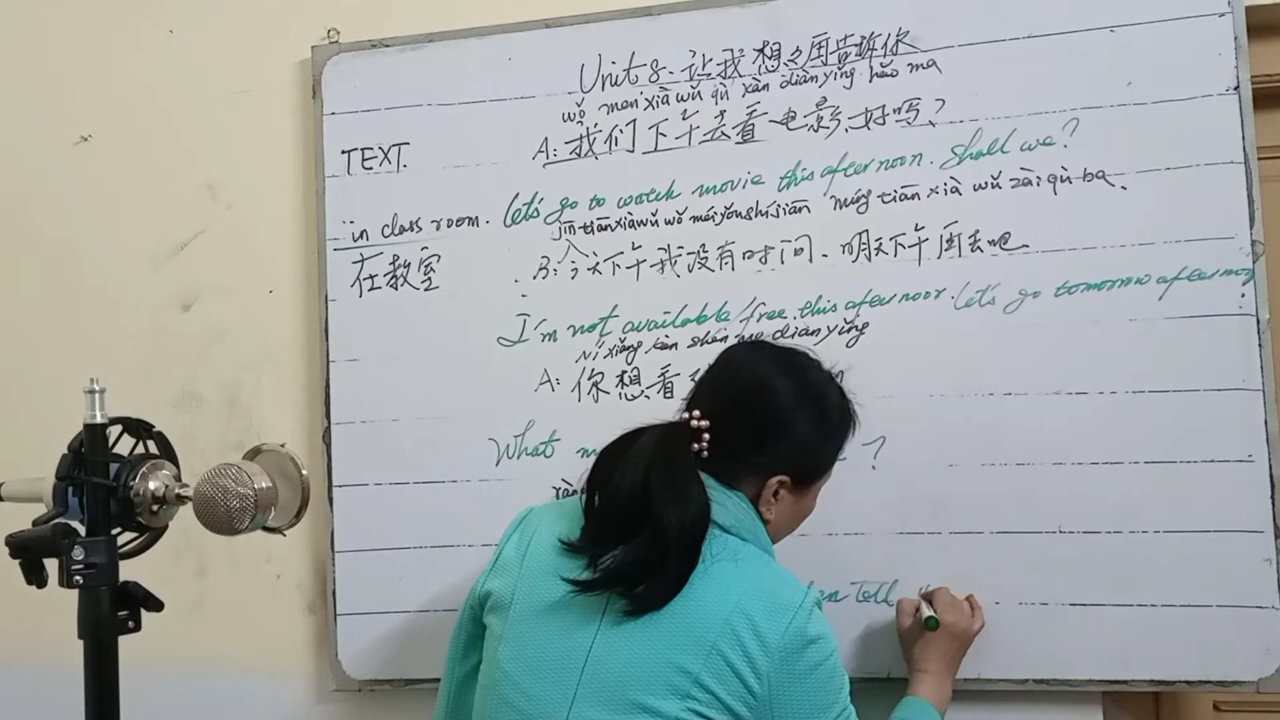 Unit 8. 让我想々再告诉你
wǒ men xià wǔ qù kàn diàn yǐng hǎo ma
A: 我们下午去看电影、好吗?
TEXT.
let's go to watch movie this afternoon. Shall we?
jīn tiān xià wǔ wǒ méi yǒu shí jiān míng tiān xià wǔ zài qù ba.
in class room.
B: 今天下午我没有时间、明天下午再去吧
在教室
I'm not available/free this afternoon. let's go tomorrow afternoon
Nǐ xiǎng kàn shén me diàn yǐng
A: 你想看
What ?
ràng
tell